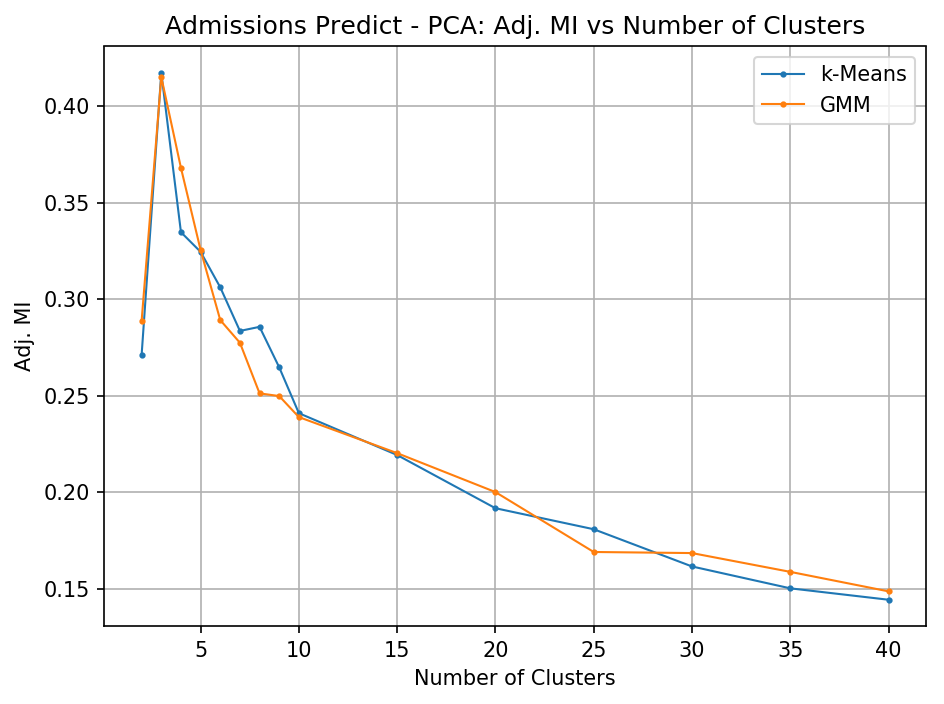 Admissions Predict - PCA: Adj. MI vs Number of Clusters
k-Means
GMM
0.40
0.35
0.30
0.25
0.20
0.15
Adj. MI
5 10 15 20 25 30 35 40
Number of Clusters